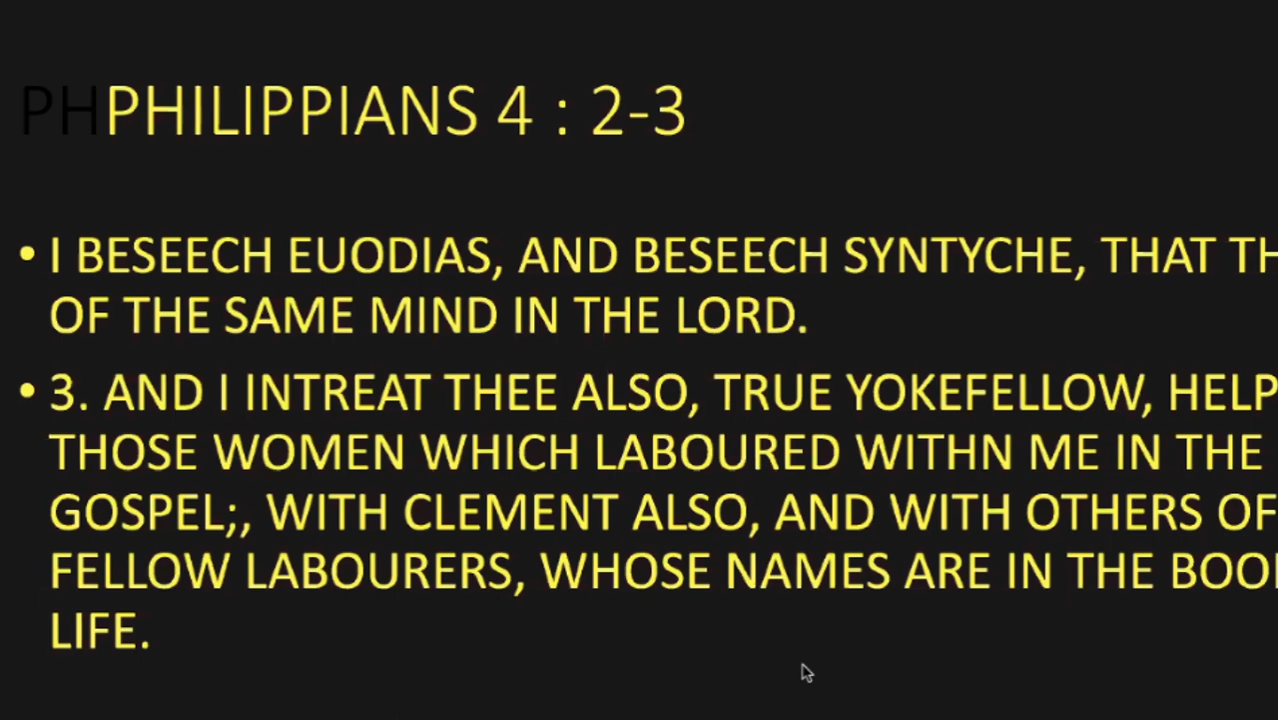 PHPHILIPPIANS 4 : 2-3
• I BESEECH EUODIAS, AND BESEECH SYNTYCHE, THAT TH
OF THE SAME MIND IN THE LORD.
• 3. AND I INTREAT THEE ALSO, TRUE YOKEFELLOW, HELP
THOSE WOMEN WHICH LABOURED WITHN ME IN THE
GOSPEL;, WITH CLEMENT ALSO, AND WITH OTHERS OF
FELLOW LABOURERS, WHOSE NAMES ARE IN THE BOO
LIFE.